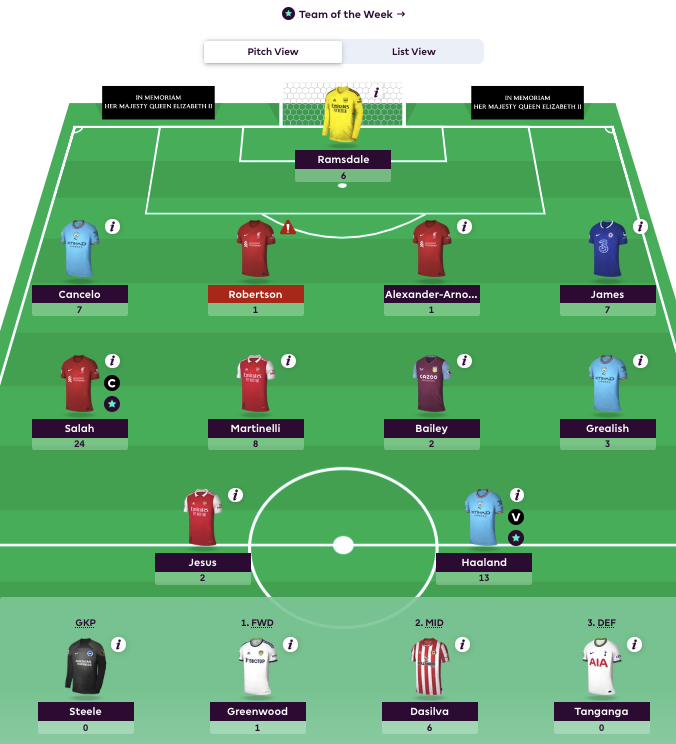 Team of the Week →
Pitch View
List View
IN MEMORIAM
HER MAJESTY QUEEN ELIZABETH II
IN MEMORIAM
HER MAJESTY QUEEN ELIZABETH II
i
Ramsdale
6
i
i
i
Cancelo
Robertson
Alexander-Arno...
James
7
1
1
7
i
C
i
i
i
Salah
Martinelli
Bailey
Grealish
24
8
2
3
i
i
V
Jesus
Haaland
2
13
GKP
1. FWD
2. MID
3. DEF
i
i
i
i
AIA
Steele
Greenwood
Dasilva
Tanganga
0
1
6
0